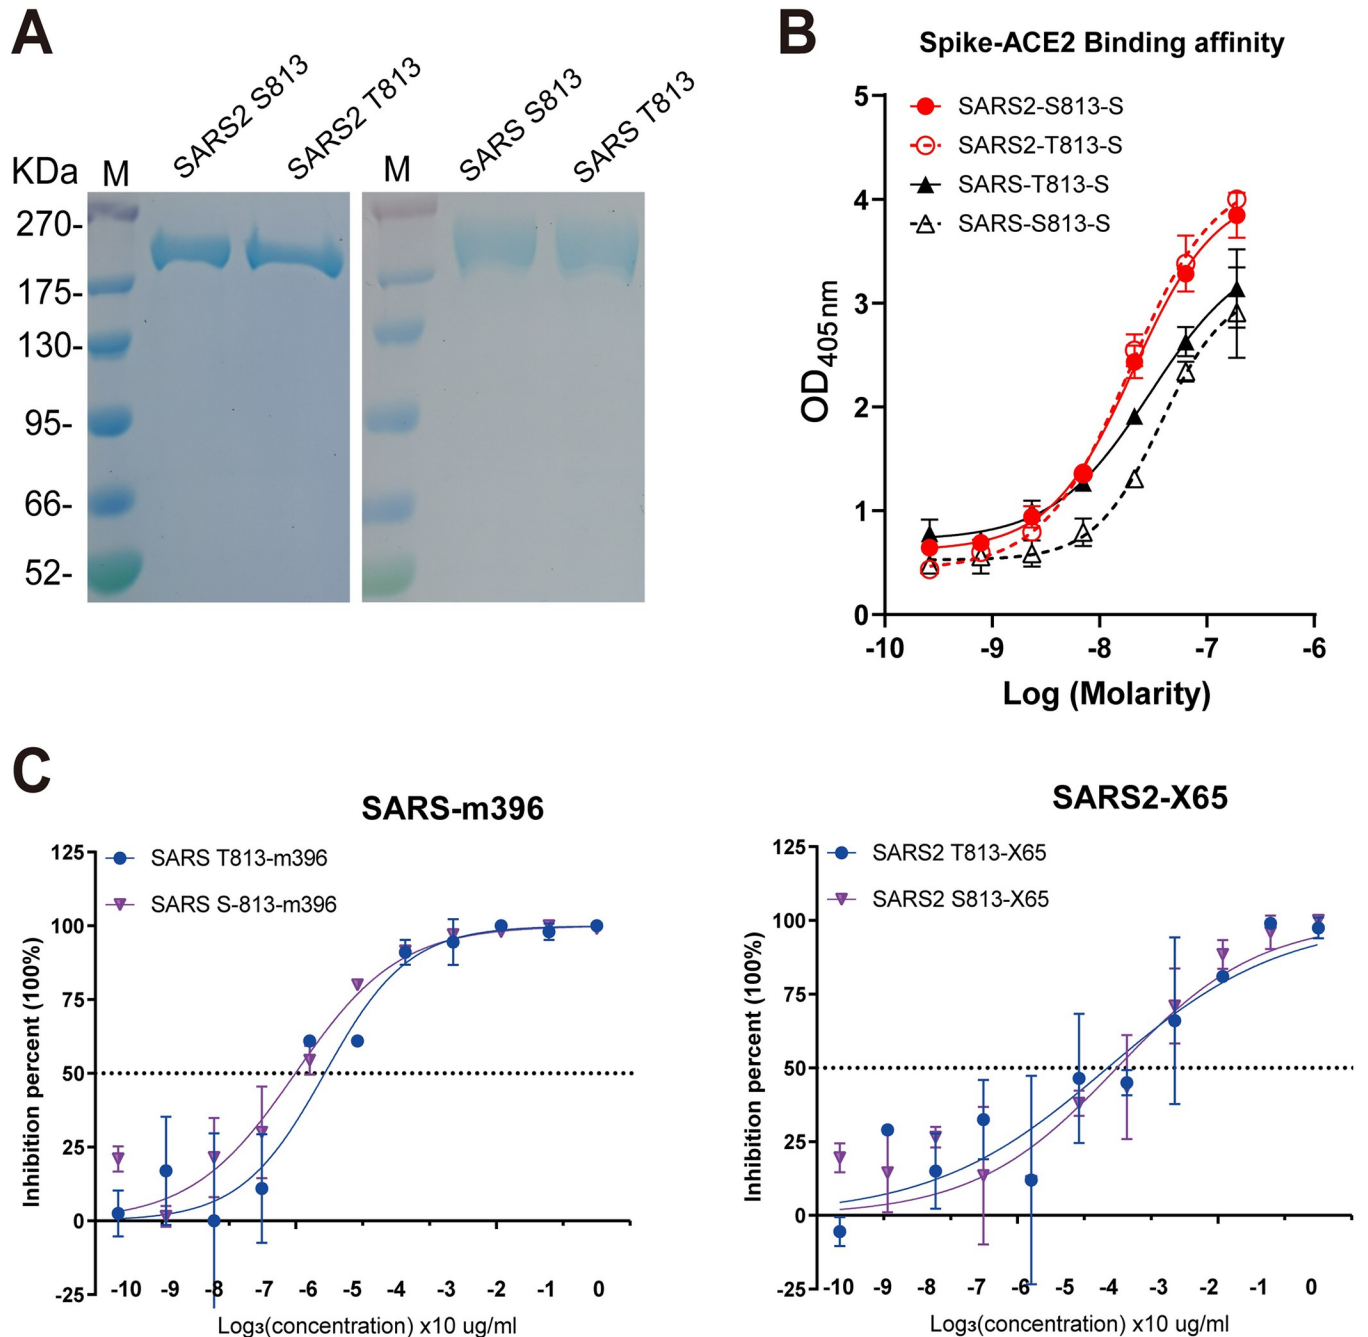 A
KDa
M
SARS2 S813
SARS2 T813
M
SARS S813
SARS T813
270-
175-
130-
95-
66-
52-
B
Spike-ACE2 Binding affinity
SARS2-S813-S
SARS2-T813-S
SARS-T813-S
SARS-S813-S
5
4
3
2
1
0
OD405nm
-10 -9 -8 -7 -6
Log (Molarity)
C
SARS-m396
SARS T813-m396
SARS S-813-m396
125
100
75
50
25
0
-25
Inhibition percent (100%)
-10 -9 -8 -7 -6 -5 -4 -3 -2 -1 0
Log₃(concentration) x10 ug/ml
SARS2-X65
SARS2 T813-X65
SARS2 S813-X65
125
100
75
50
25
0
-25
Inhibition percent (100%)
-10 -9 -8 -7 -6 -5 -4 -3 -2 -1 0
Log₃(concentration) x10 ug/ml